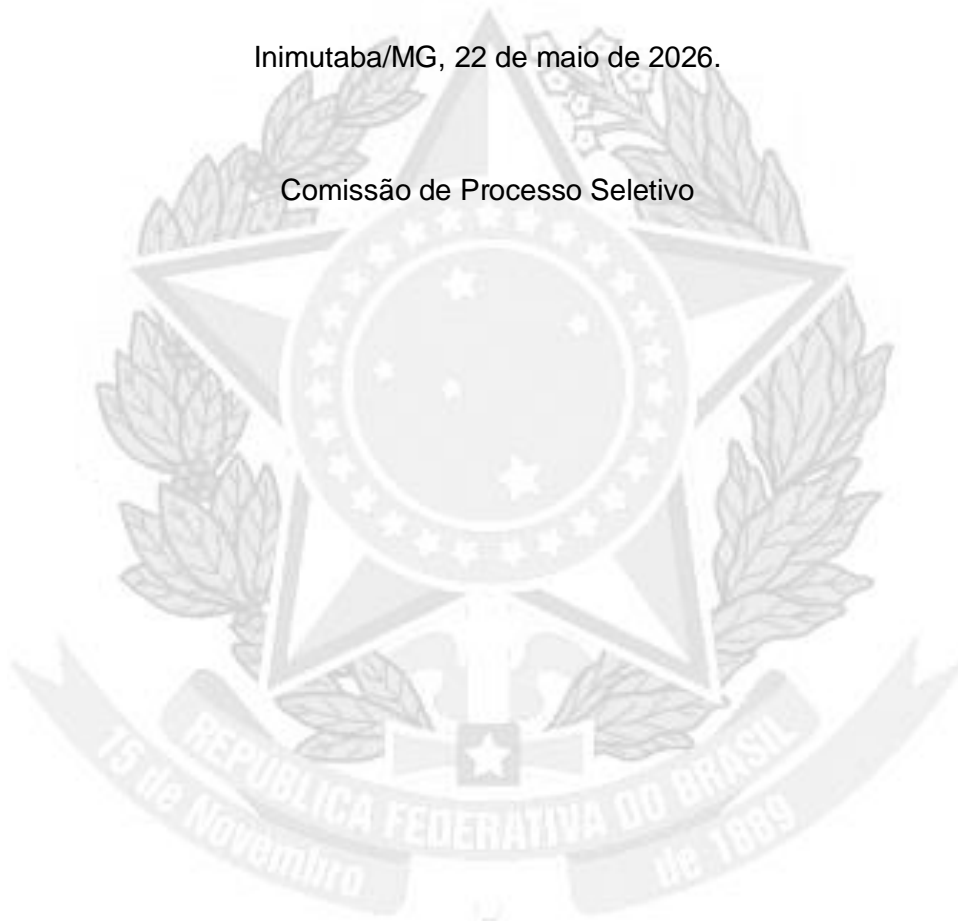 Inimutaba/MG, 22 de maio de 2026.
Comissão de Processo Seletivo
REPÚBLICA FEDERATIVA DO BRASIL
15 de Novembro
de 1889